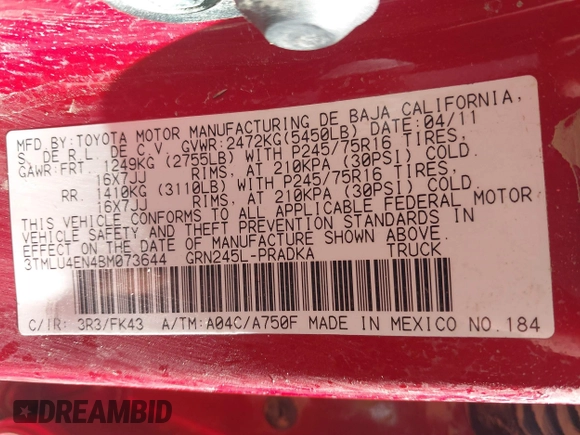 MFD.BY:TOYOTA MOTOR MANUFACTURING DE BAJA CALIFORNIA,
S. DE R.L. DE C.V. GVWR:2472KG(5450LB) DATE:04/11
GAWR:FRT. 1249KG (2755LB) WITH P245/75R16 TIRES,
16X7JJ RIMS, AT 210KPA (30PSI) COLD.
RR. 1410KG (3110LB) WITH P245/75R16 TIRES,
16X7JJ RIMS, AT 210KPA (30PSI) COLD.
THIS VEHICLE CONFORMS TO ALL APPLICABLE FEDERAL MOTOR
VEHICLE SAFETY AND THEFT PREVENTION STANDARDS IN
EFFECT ON THE DATE OF MANUFACTURE SHOWN ABOVE.
3TMLU4EN4BM073644 GRN245L-PRADKA TRUCK
C/IR: 3R3/FK43 A/TM:A04C/A750F MADE IN MEXICO NO.184
DREAMBID